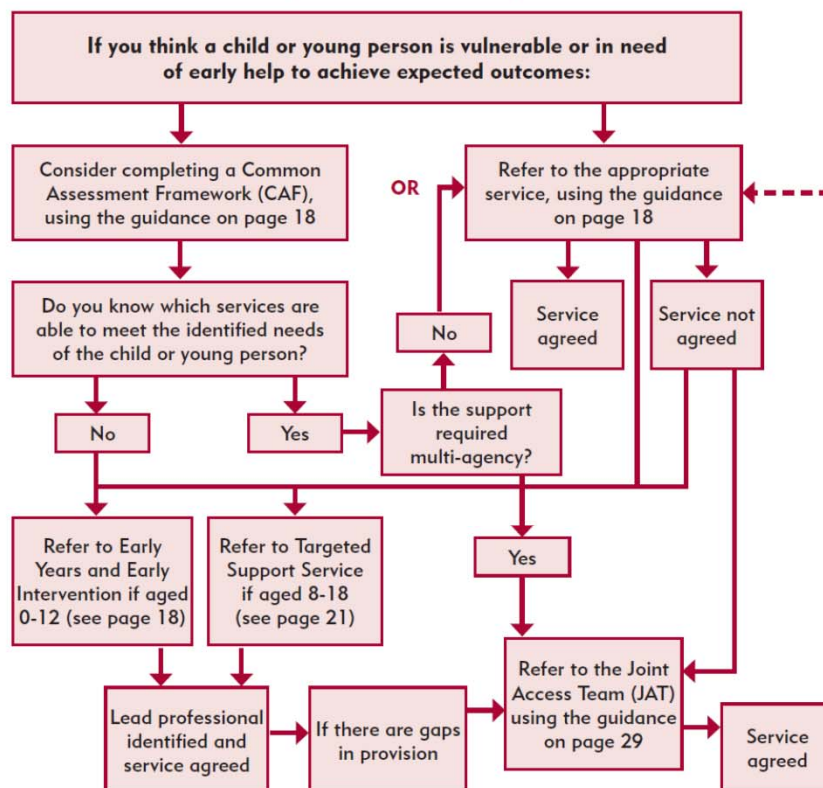 If you think a child or young person is vulnerable or in need
of early help to achieve expected outcomes:
Consider completing a Common
Assessment Framework (CAF),
using the guidance on page 18
OR
Refer to the appropriate
service, using the guidance
on page 18
Do you know which services are
able to meet the identified needs
of the child or young person?
No
Service
agreed
Service not
agreed
No
Yes
Is the support
required
multi-agency?
Refer to Early
Years and Early
Intervention if aged
0-12 (see page 18)
Refer to Targeted
Support Service
if aged 8-18
(see page 21)
Yes
Lead professional
identified and
service agreed
If there are gaps
in provision
Refer to the Joint
Access Team (JAT)
using the guidance
on page 29
Service
agreed